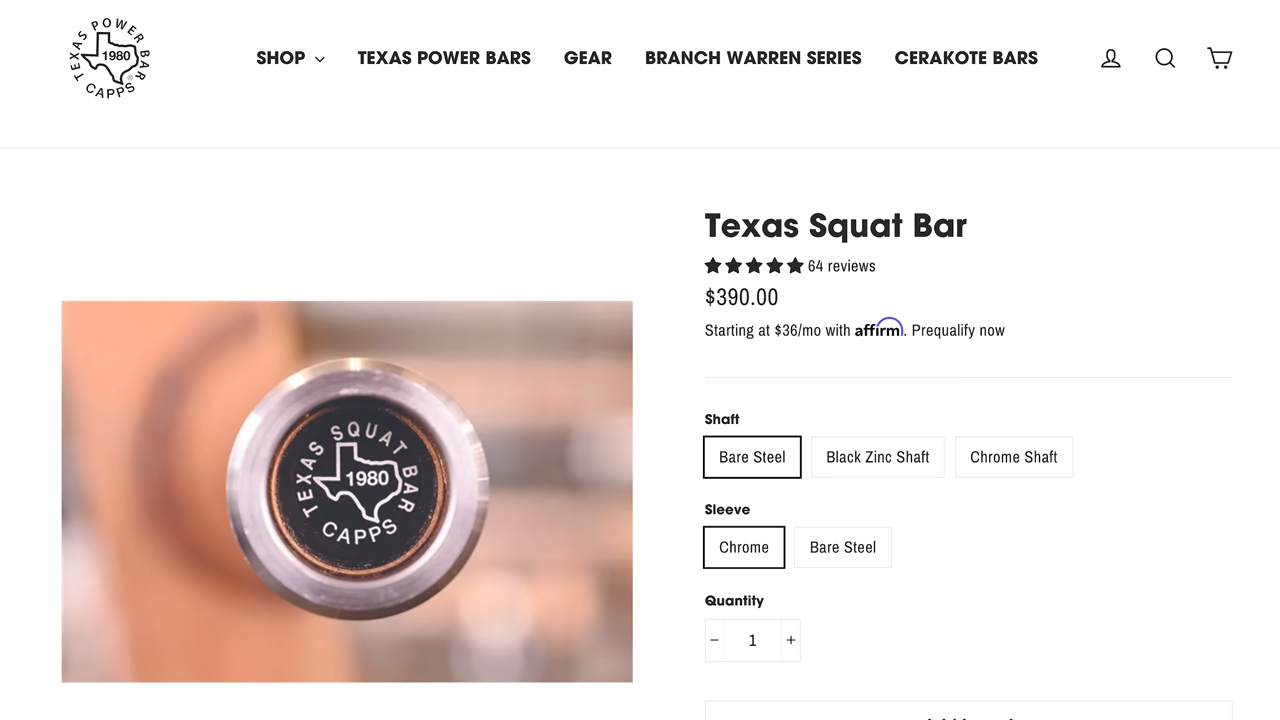 TEXAS POWER BAR
1980
®
CAPPS
SHOP
TEXAS POWER BARS
GEAR
BRANCH WARREN SERIES
CERAKOTE BARS
Texas Squat Bar
64 reviews
$390.00
Starting at $36/mo with affirm. Prequalify now
Shaft
Bare Steel
Black Zinc Shaft
Chrome Shaft
Sleeve
Chrome
Bare Steel
Quantity
− 1 +
TEXAS SQUAT BAR
1980
CAPPS